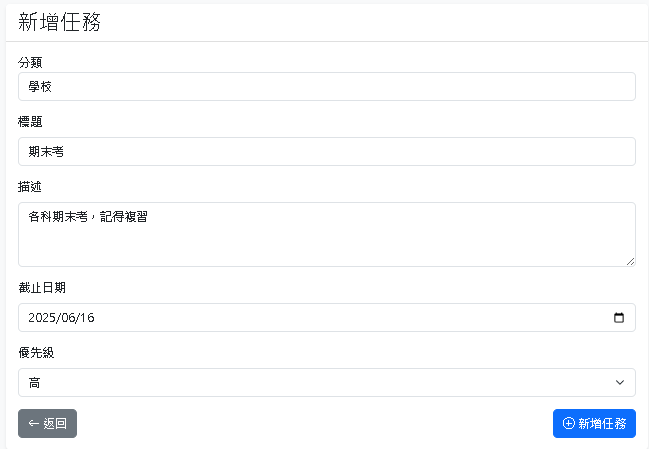 新增任務
分類
學校
標題
期末考
描述
各科期末考，記得複習
截止日期
2025/06/16
優先級
高
← 返回
新增任務